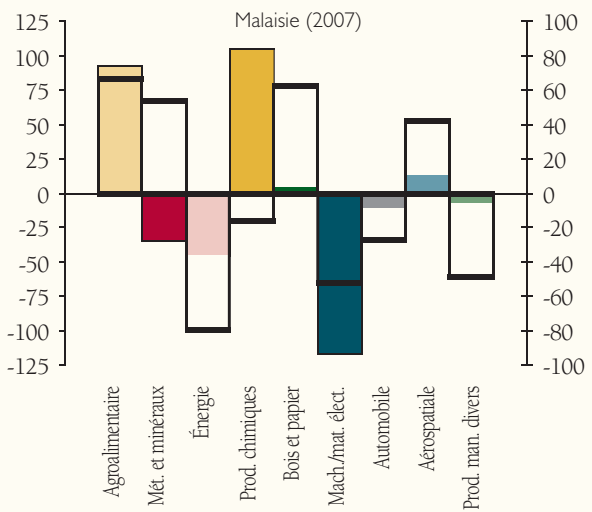 Malaisie (2007)
125
100
75
50
25
0
-25
-50
-75
-100
-125
100
80
60
40
20
0
-20
-40
-60
-80
-100
Agroalimentaire
Mét. et minéraux
Énergie
Prod. chimiques
Bois et papier
Mach./mat. élect.
Automobile
Aérospatiale
Prod. man. divers